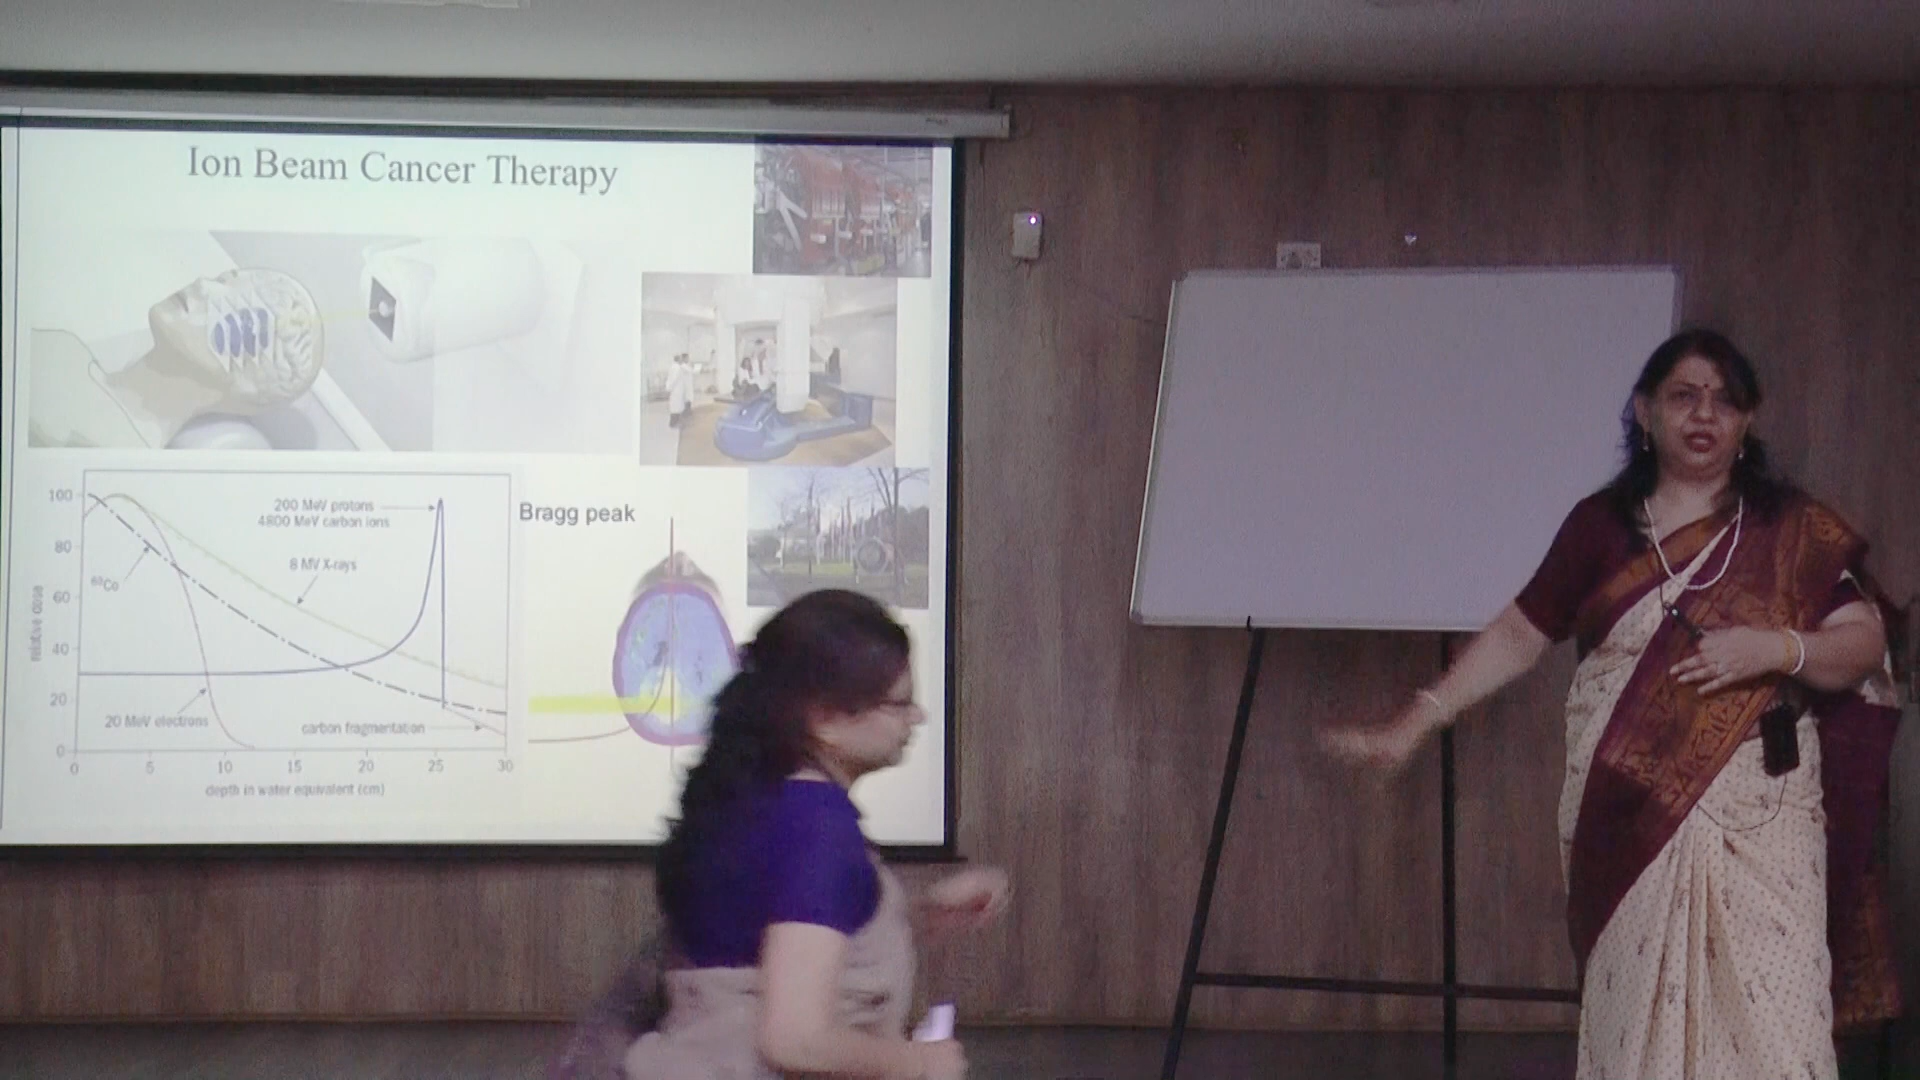 Ion Beam Cancer Therapy
100
80
60
40
20
0
relative dose
200 MeV protons
4800 MeV carbon ions
8 MV X-rays
⁶⁰Co
20 MeV electrons
carbon fragmentation
0 5 10 15 20 25 30
depth in water equivalent (cm)
Bragg peak